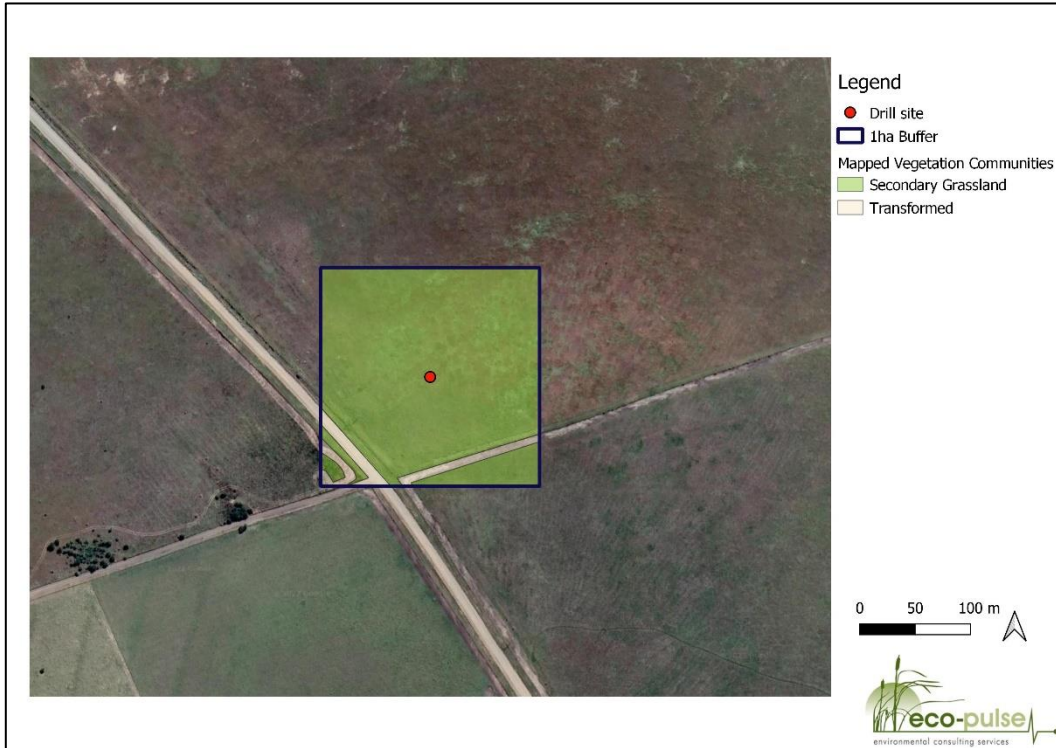 Legend
Drill site
1ha Buffer
Mapped Vegetation Communities
Secondary Grassland
Transformed
0 50 100 m
eco-pulse
environmental consulting services